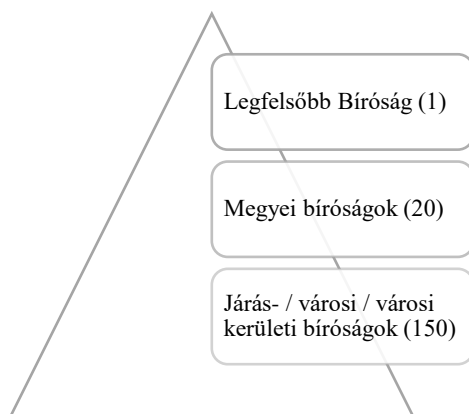 Legfelsőbb Bíróság (1)
Megyei bíróságok (20)
Járás- / városi / városi
kerületi bíróságok (150)